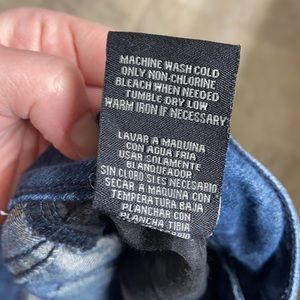 MACHINE WASH COLD
ONLY NON-CHLORINE
BLEACH WHEN NEEDED
TUMBLE DRY LOW
WARM IRON IF NECESSARY
LAVAR A MAQUINA
CON AGUA FRIA
USAR SOLAMENTE
BLANQUEADOR
SIN CLORO SI ES NECESARIO
SECAR A MAQUINA CON
TEMPERATURA BAJA
PLANCHAR CON
PLANCHA TIBIA